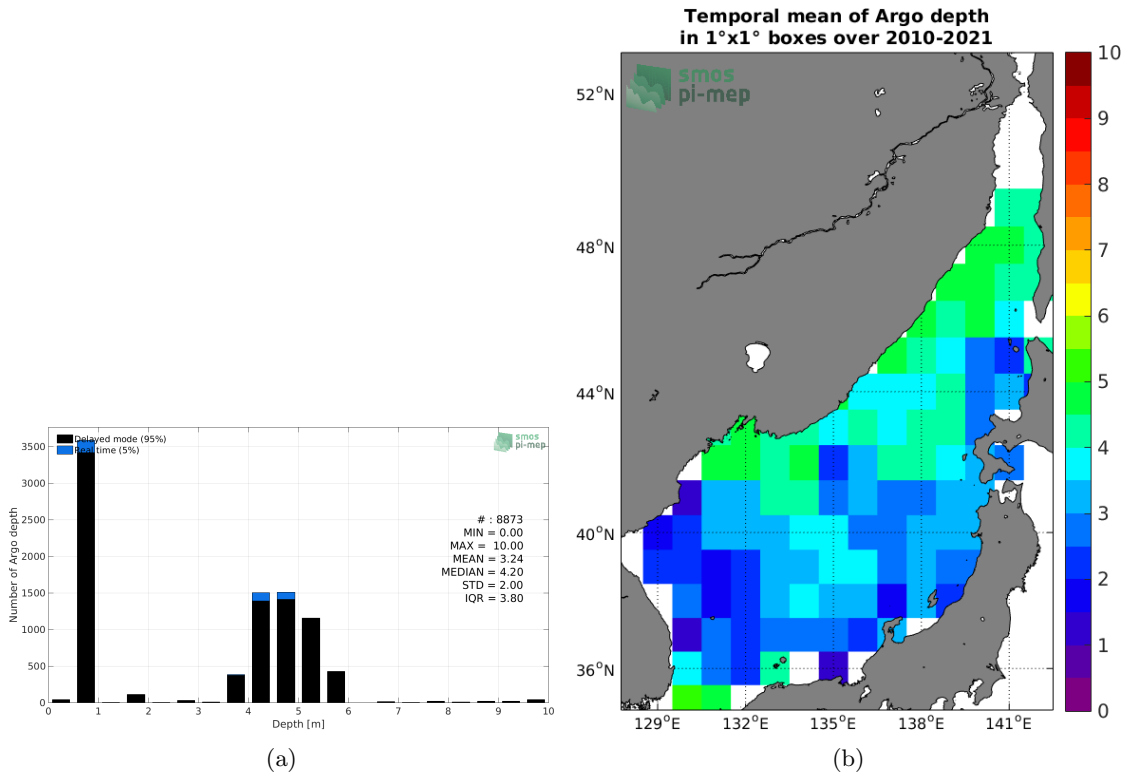 Delayed mode (95%)
Real time (5%)
smos
pi-mep
# : 8873
MIN = 0.00
MAX = 10.00
MEAN = 3.24
MEDIAN = 4.20
STD = 2.00
IQR = 3.80
Number of Argo depth
3500
3000
2500
2000
1500
1000
500
0
0 1 2 3 4 5 6 7 8 9 10
Depth [m]
(a)
Temporal mean of Argo depth
in 1°x1° boxes over 2010-2021
smos
pi-mep
52°N
48°N
44°N
40°N
36°N
129°E 132°E 135°E 138°E 141°E
10
9
8
7
6
5
4
3
2
1
0
(b)